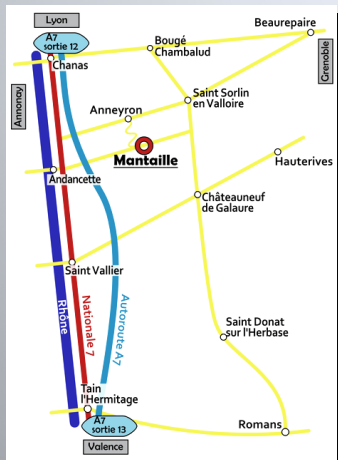 Lyon
A7
sortie 12
Beaurepaire
Bougé
Chambalud
Grenoble
Chanas
Annonay
Saint Sorlin
en Valloire
Anneyron
Mantaille
Hauterives
Andancette
Châteauneuf
de Galaure
Saint Vallier
Rhône
Nationale 7
Autoroute A7
Saint Donat
sur l'Herbase
Tain
l'Hermitage
A7
sortie 13
Romans
Valence